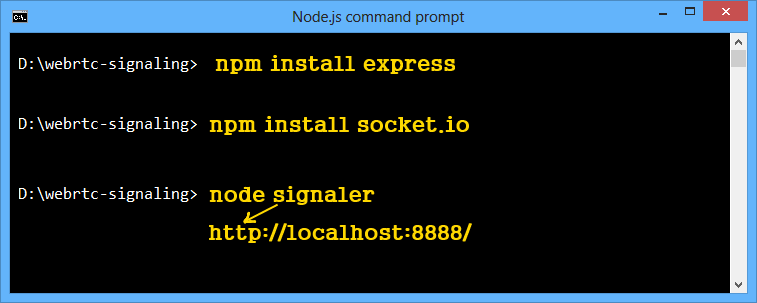 Node.js command prompt
D:\webrtc-signaling> npm install express
D:\webrtc-signaling> npm install socket.io
D:\webrtc-signaling> node signaler
http://localhost:8888/